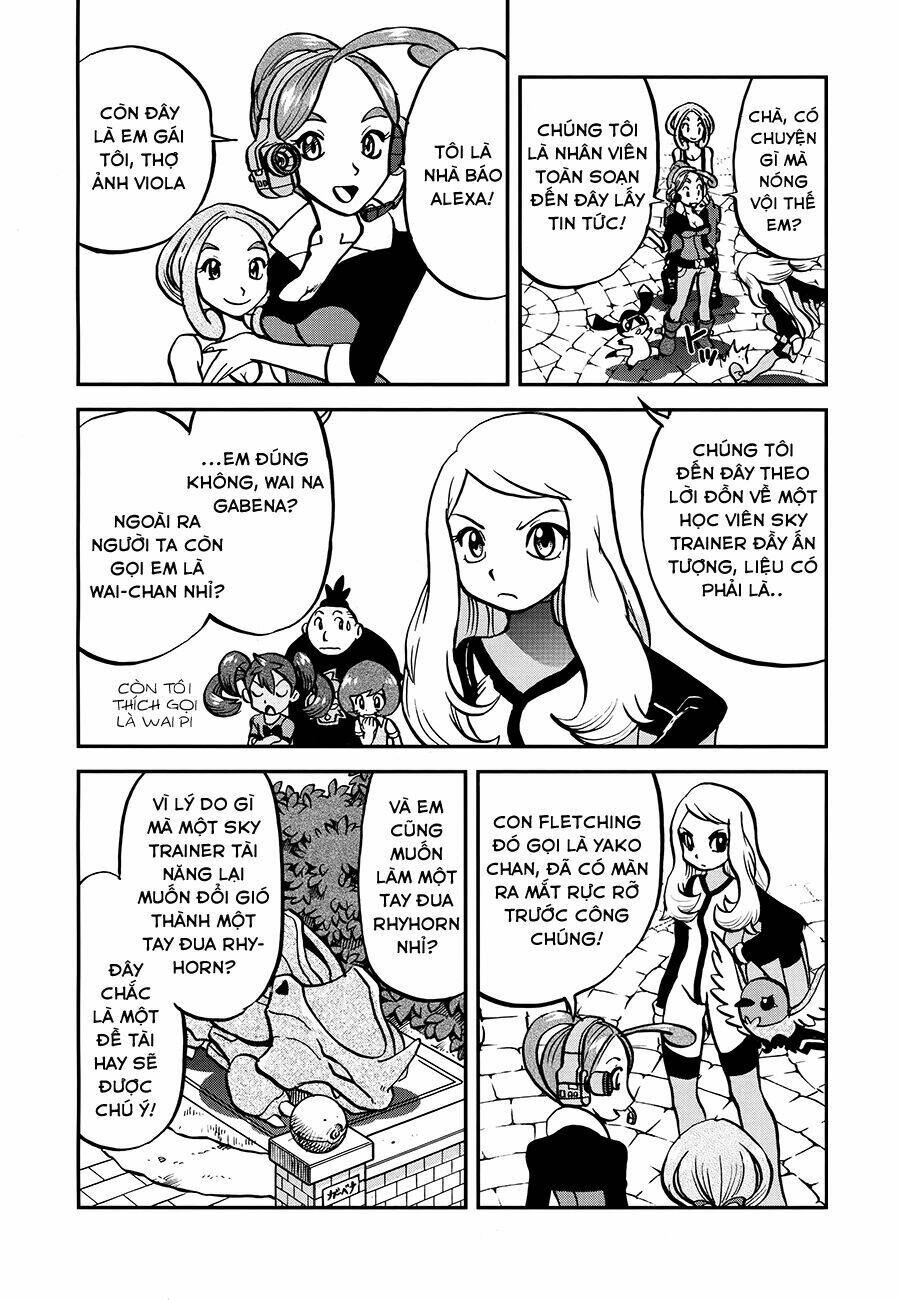 CHÀ, CÓ
CHUYỆN
GÌ MÀ
NÓNG
VỘI THẾ
EM?
CHÚNG TÔI
LÀ NHÂN VIÊN
TOÀN SOẠN
ĐẾN ĐÂY LẤY
TIN TỨC!
ドドッ
TÔI LÀ
NHÀ BÁO
ALEXA!
CÒN ĐÂY
LÀ EM GÁI
TÔI, THỢ
ẢNH VIOLA
CHÚNG TÔI
ĐẾN ĐÂY THEO
LỜI ĐỒN VỀ MỘT
HỌC VIÊN SKY
TRAINER ĐẦY ẤN
TƯỢNG, LIỆU CÓ
PHẢI LÀ..
...EM ĐÚNG
KHÔNG, WAI NA
GABENA?
NGOÀI RA
NGƯỜI TA CÒN
GỌI EM LÀ
WAI-CHAN NHỈ?
CÒN TÔI
THÍCH GỌI
LÀ WAI PI
CON FLETCHING
ĐÓ GỌI LÀ YAKO
CHAN, ĐÃ CÓ MÀN
RA MẮT RỰC RỠ
TRƯỚC CÔNG
CHÚNG!
VÀ EM
CŨNG
MUỐN
LÀM MỘT
TAY ĐUA
RHYHORN
NHỈ?
VÌ LÝ DO GÌ
MÀ MỘT SKY
TRAINER TÀI
NĂNG LẠI
MUỐN ĐỔI GIÓ
THÀNH MỘT
TAY ĐUA RHY-
HORN?
ĐÂY
CHẮC
LÀ MỘT
ĐỀ TÀI
HAY SẼ
ĐƯỢC
CHÚ Ý!
ガベナ